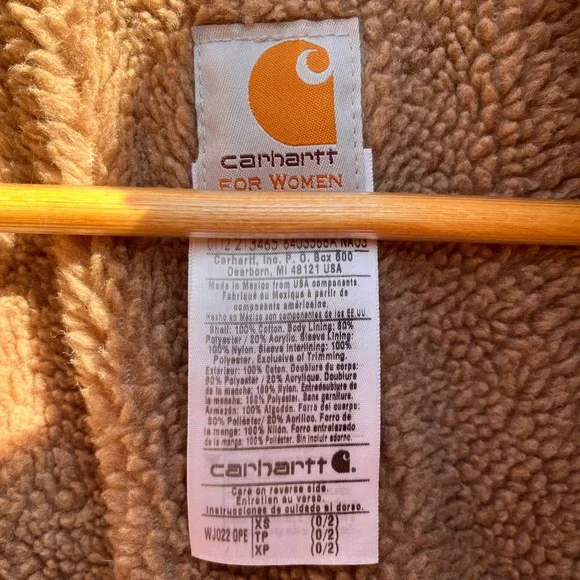 carhartt
FOR WOMEN
Carhartt, Inc. P. O. Box 600
Dearborn, MI 48121 USA
Made in Mexico from USA components.
Fabriqué au Mexique à partir de
composants américains.
Hecho en México con componentes de los EE.UU.
Shell: 100% Cotton. Body Lining: 80%
Polyester / 20% Acrylic. Sleeve Lining:
100% Nylon. Sleeve Interlining: 100%
Polyester. Exclusive of Trimming.
Extérieur: 100% Coton. Doublure:
80% Polyester / 20% Acrylique. Doublure
de la manche: 100% Nylon. Entredoublure de
la manche: 100% Polyester. Sans garniture.
Armazón: 100% Algodón. Forro del cuerpo:
80% Poliéster / 20% Acrílico. Forro de
la manga: 100% Nilón. Forro entretelado
de la manga: 100% Poliéster. Sin incluir adorno.
carhartt
Care on reverse side.
Entretien au verso.
Instrucciones de cuidado al dorso.
WJ022 OPE XS (0/2)
TP (0/2)
XP (0/2)